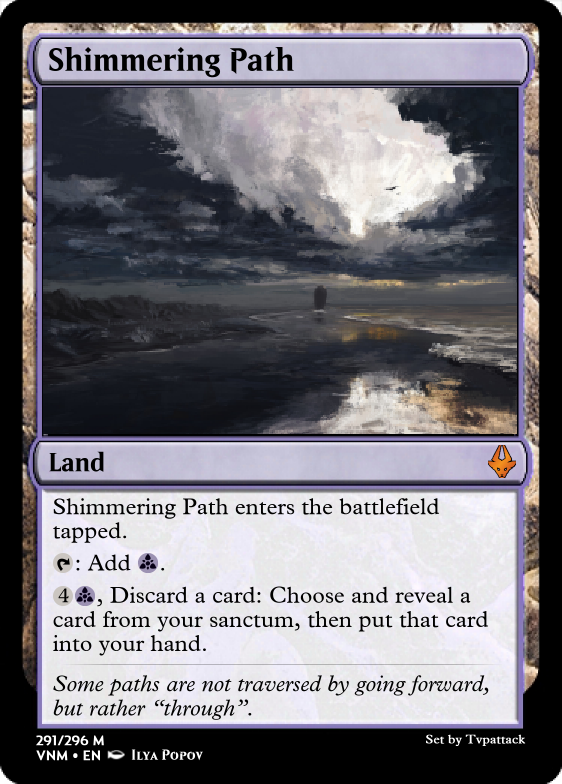 Shimmering Path
Land
Shimmering Path enters the battlefield
tapped.
: Add .
4, Discard a card: Choose and reveal a
card from your sanctum, then put that card
into your hand.
Some paths are not traversed by going forward,
but rather “through”.
291/296 M
VNM • EN Ilya Popov
Set by Tvpattack